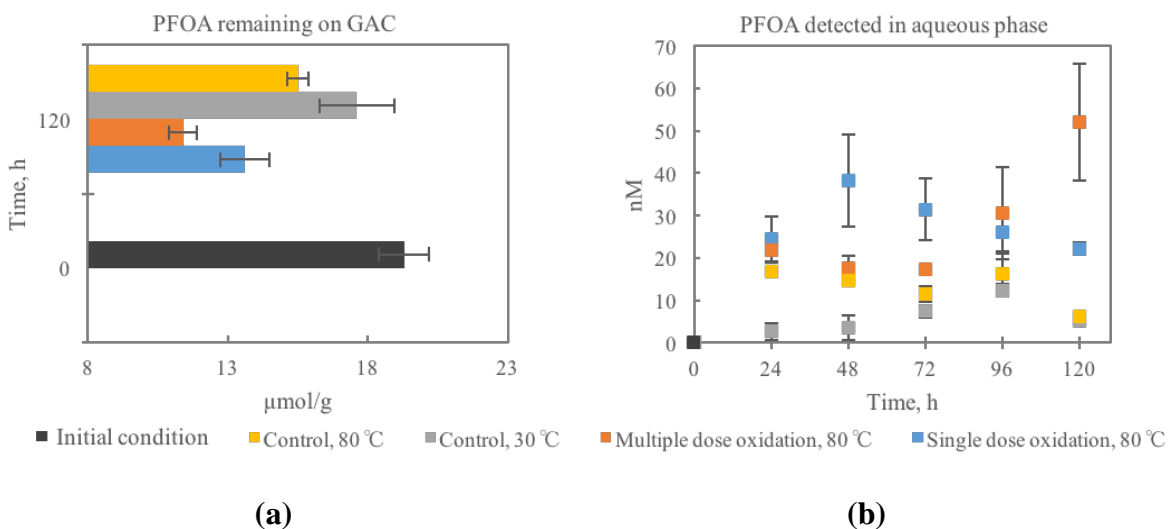 PFOA remaining on GAC
120
0
Time, h
8
13
18
23
µmol/g
PFOA detected in aqueous phase
70
60
50
40
30
20
10
0
nM
0
24
48
72
96
120
Time, h
Initial condition
Control, 80 ℃
Control, 30 ℃
Multiple dose oxidation, 80 ℃
Single dose oxidation, 80 ℃
(a)
(b)